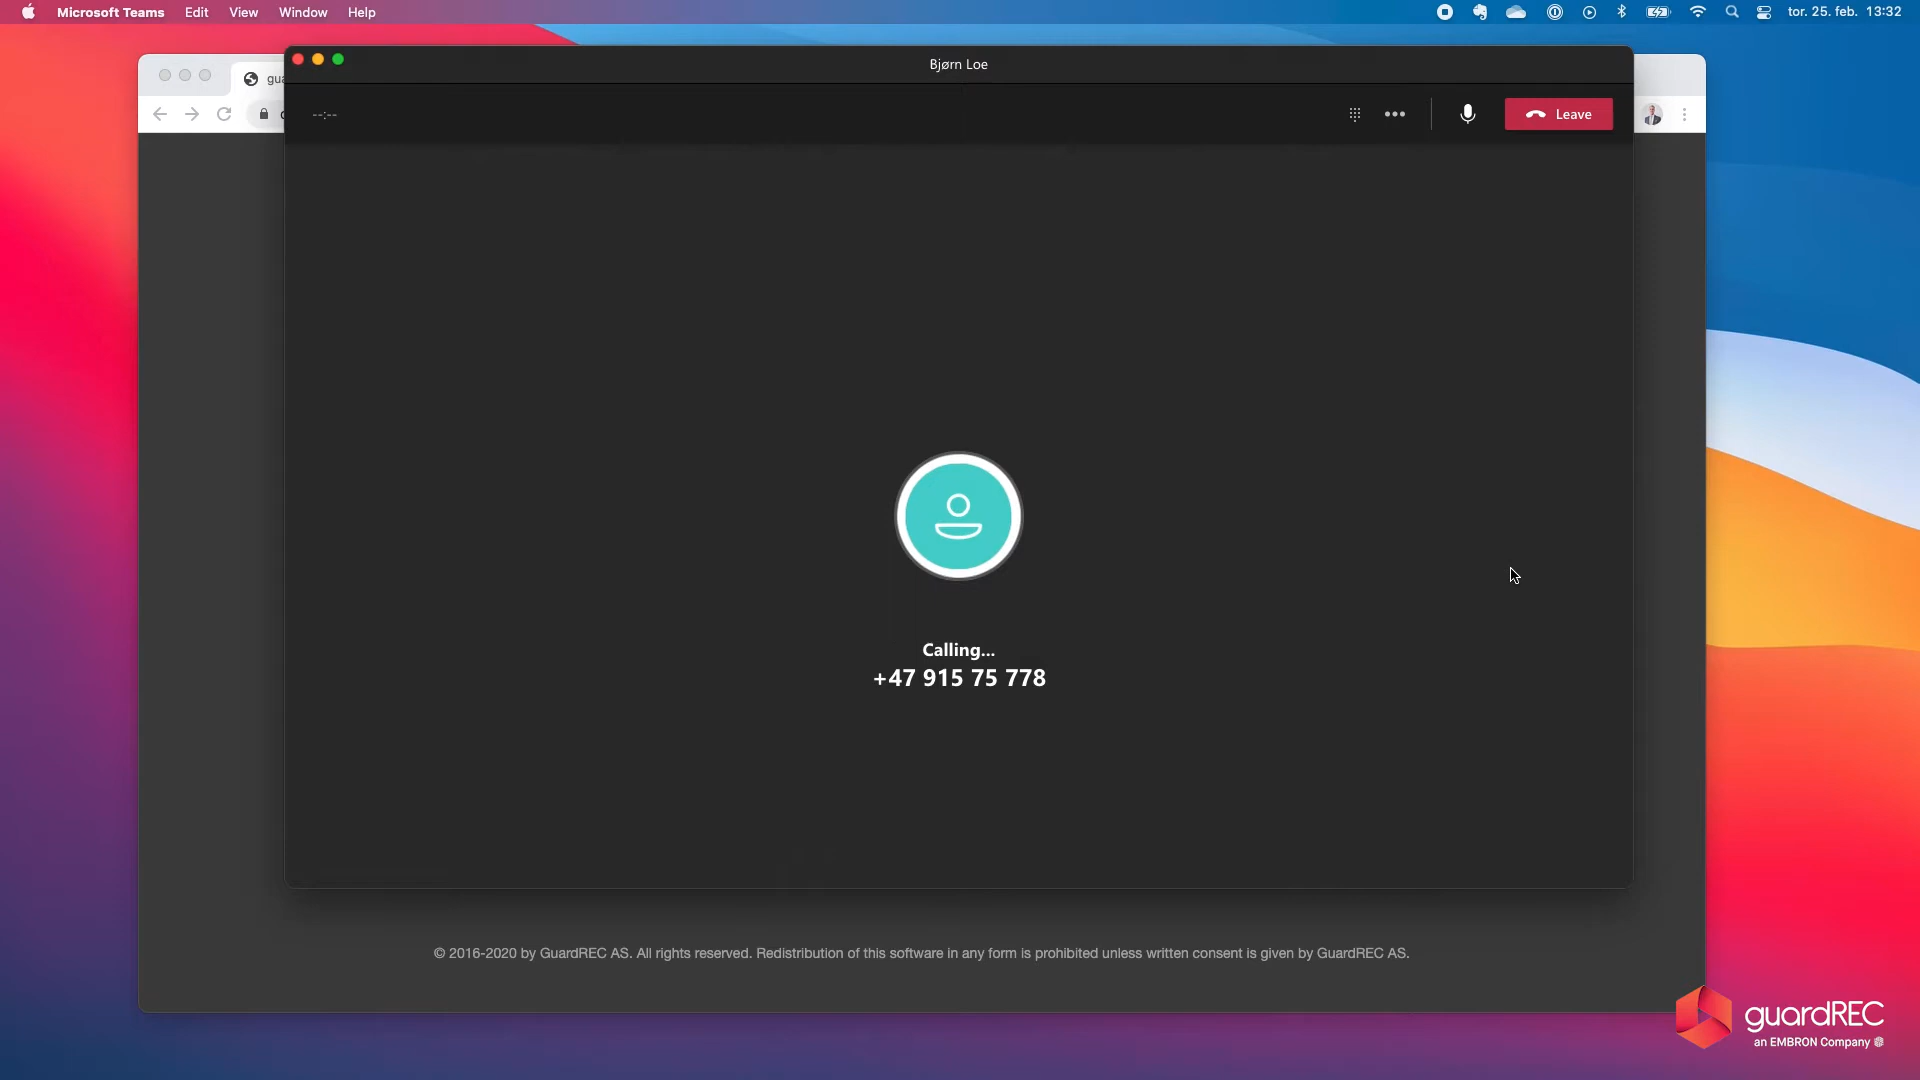 Microsoft Teams Edit View Window Help
tor. 25. feb. 13:32
Bjørn Loe
--:--
Leave
Calling...
+47 915 75 778
© 2016-2020 by GuardREC AS. All rights reserved. Redistribution of this software in any form is prohibited unless written consent is given by GuardREC AS.
guardREC
an EMBRON Company